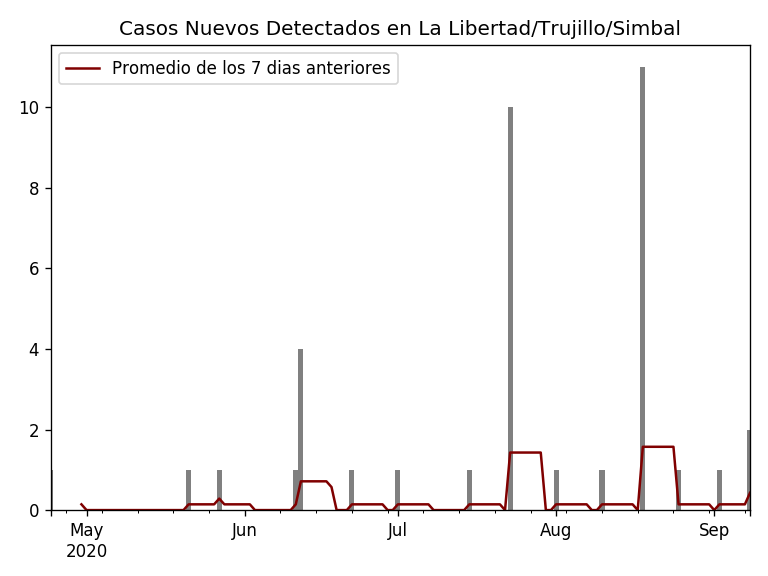 Casos Nuevos Detectados en La Libertad/Trujillo/Simbal
Promedio de los 7 dias anteriores
10
8
6
4
2
0
May Jun Jul Aug Sep
2020